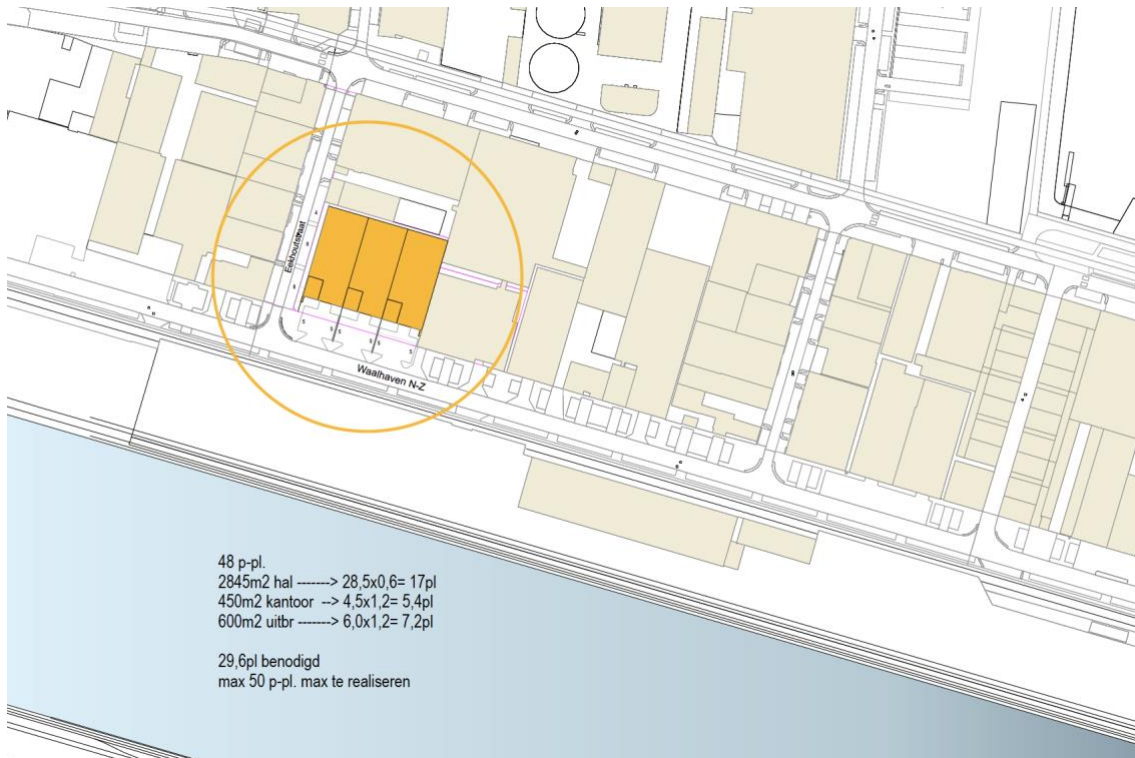 Eekhoutstraat
Waalhaven N-Z
48 p-pl.
2845m2 hal -------> 28,5x0,6= 17pl
450m2 kantoor --> 4,5x1,2= 5,4pl
600m2 uitbr -------> 6,0x1,2= 7,2pl
29,6pl benodigd
max 50 p-pl. max te realiseren